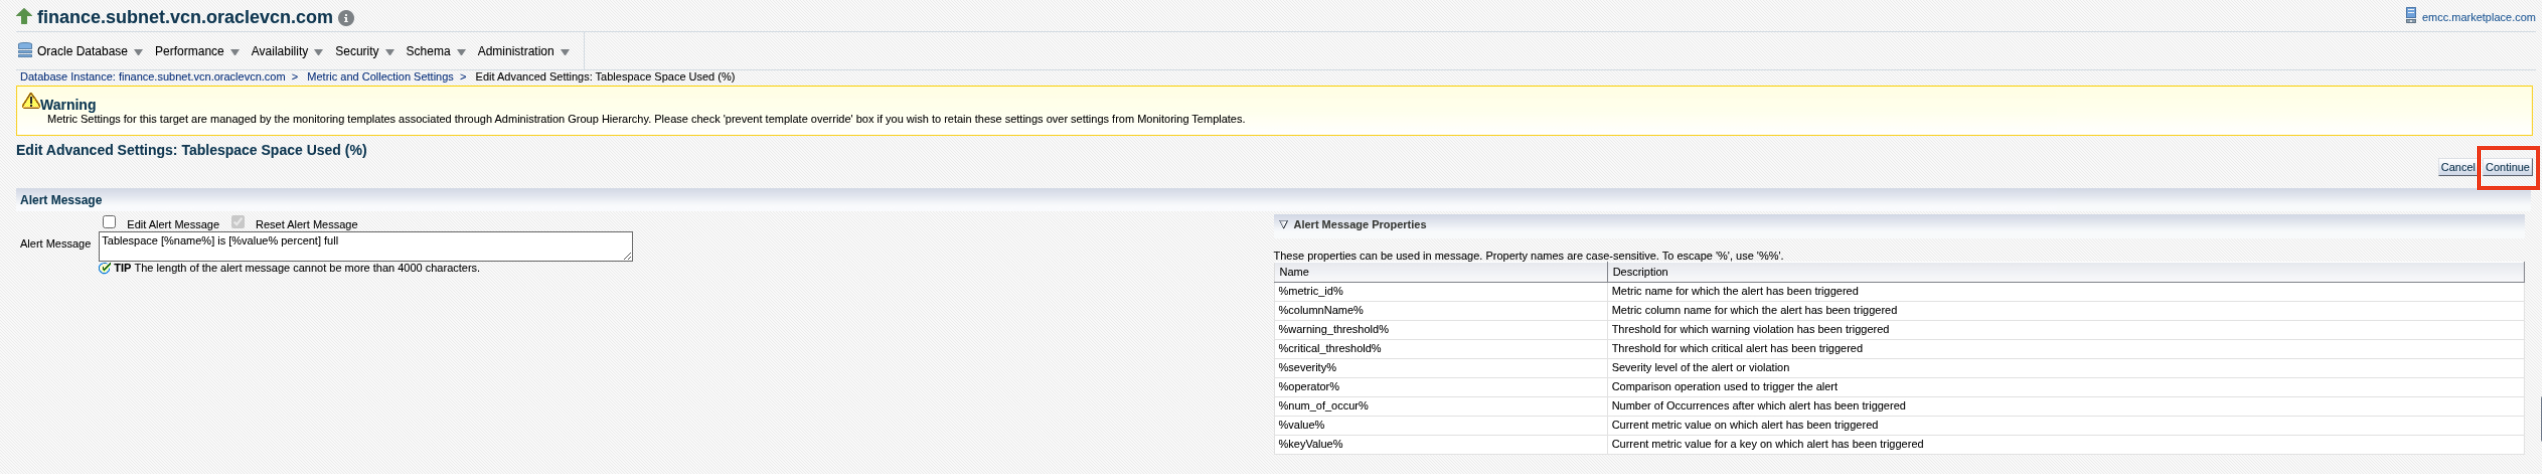 finance.subnet.vcn.oraclevcn.com
emcc.marketplace.com
Oracle Database Performance Availability Security Schema Administration
Database Instance: finance.subnet.vcn.oraclevcn.com > Metric and Collection Settings > Edit Advanced Settings: Tablespace Space Used (%)
Warning
Metric Settings for this target are managed by the monitoring templates associated through Administration Group Hierarchy. Please check 'prevent template override' box if you wish to retain these settings over settings from Monitoring Templates.
Edit Advanced Settings: Tablespace Space Used (%)
Cancel Continue
Alert Message
Edit Alert Message Reset Alert Message
Alert Message Tablespace [%name%] is [%value% percent] full
TIP The length of the alert message cannot be more than 4000 characters.
Alert Message Properties
These properties can be used in message. Property names are case-sensitive. To escape '%', use '%%'.
Name Description
%metric_id% Metric name for which the alert has been triggered
%columnName% Metric column name for which the alert has been triggered
%warning_threshold% Threshold for which warning violation has been triggered
%critical_threshold% Threshold for which critical alert has been triggered
%severity% Severity level of the alert or violation
%operator% Comparison operation used to trigger the alert
%num_of_occur% Number of Occurrences after which alert has been triggered
%value% Current metric value on which alert has been triggered
%keyValue% Current metric value for a key on which alert has been triggered